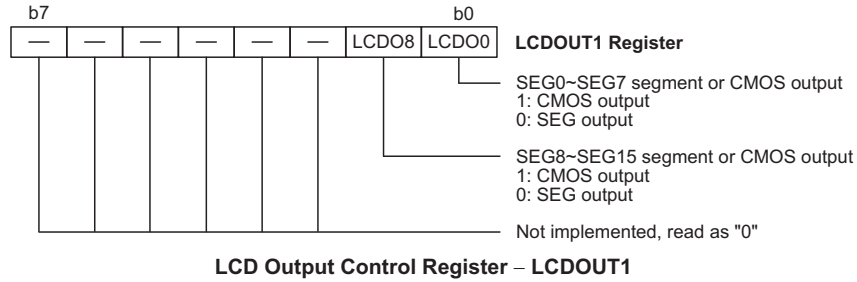 b7 b0
— — — — — — LCDO8 LCDO0 LCDOUT1 Register
SEG0~SEG7 segment or CMOS output
1: CMOS output
0: SEG output
SEG8~SEG15 segment or CMOS output
1: CMOS output
0: SEG output
Not implemented, read as "0"
LCD Output Control Register – LCDOUT1